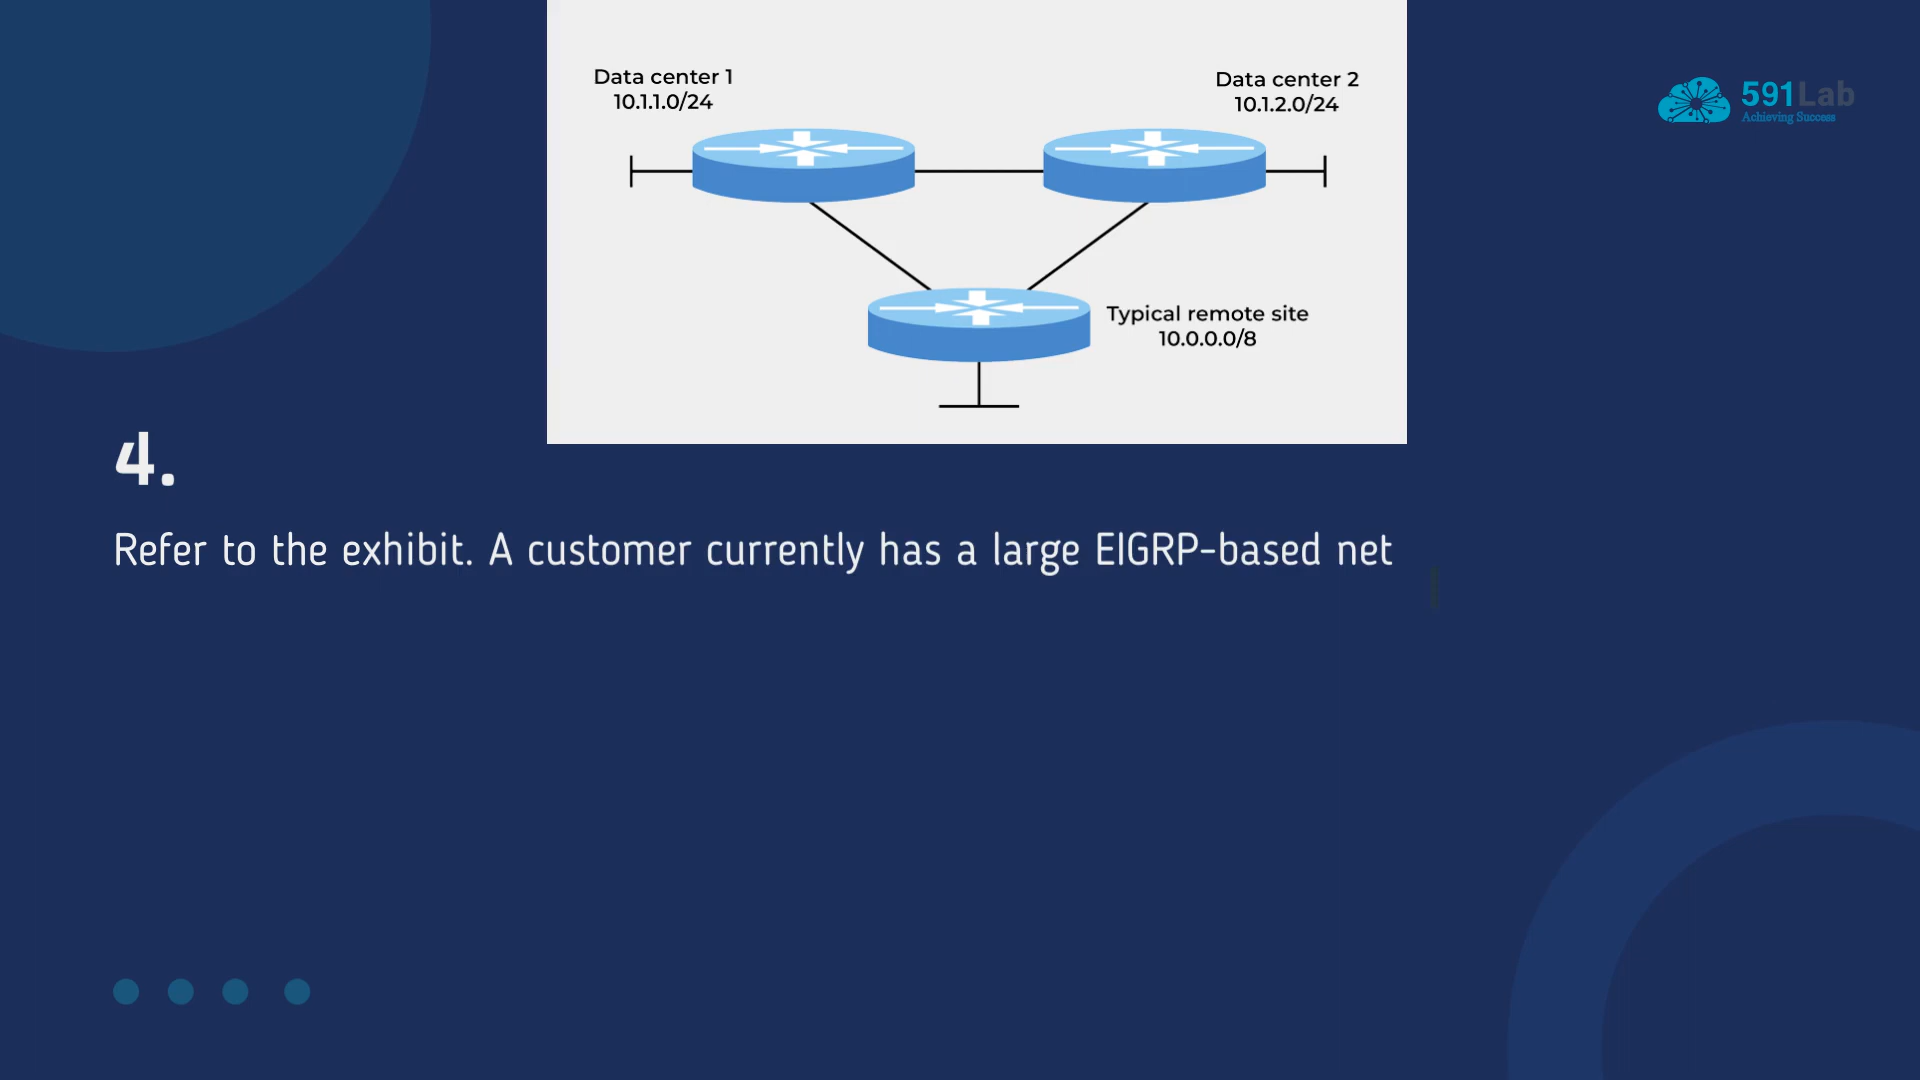 Data center 1
10.1.1.0/24
Data center 2
10.1.2.0/24
591Lab
Achieving Success
Typical remote site
10.0.0.0/8
4.
Refer to the exhibit. A customer currently has a large EIGRP-based net